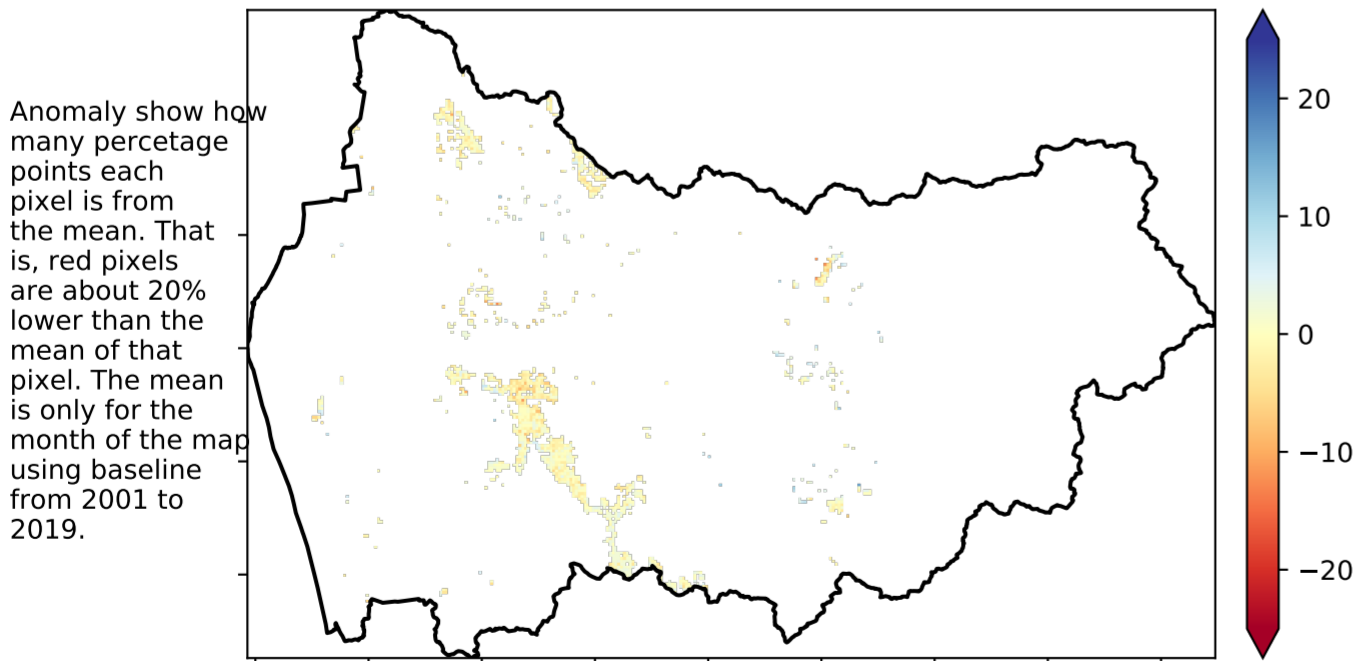 Anomaly show how
many percetage
points each
pixel is from
the mean. That
is, red pixels
are about 20%
lower than the
mean of that
pixel. The mean
is only for the
month of the map
using baseline
from 2001 to
2019.
20
10
0
−10
−20